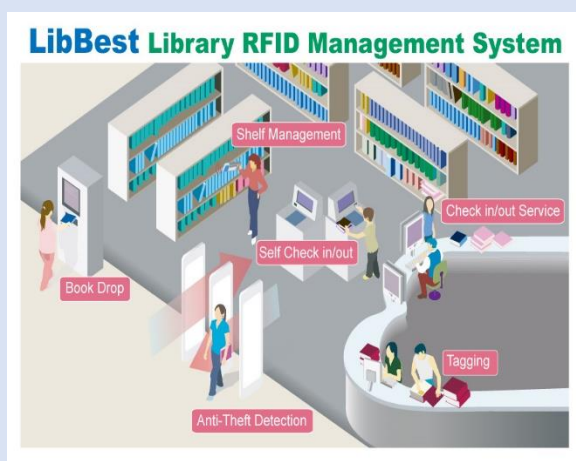 LibBest Library RFID Management System
Shelf Management
Check in/out Service
Self Check in/out
Book Drop
Tagging
Anti-Theft Detection